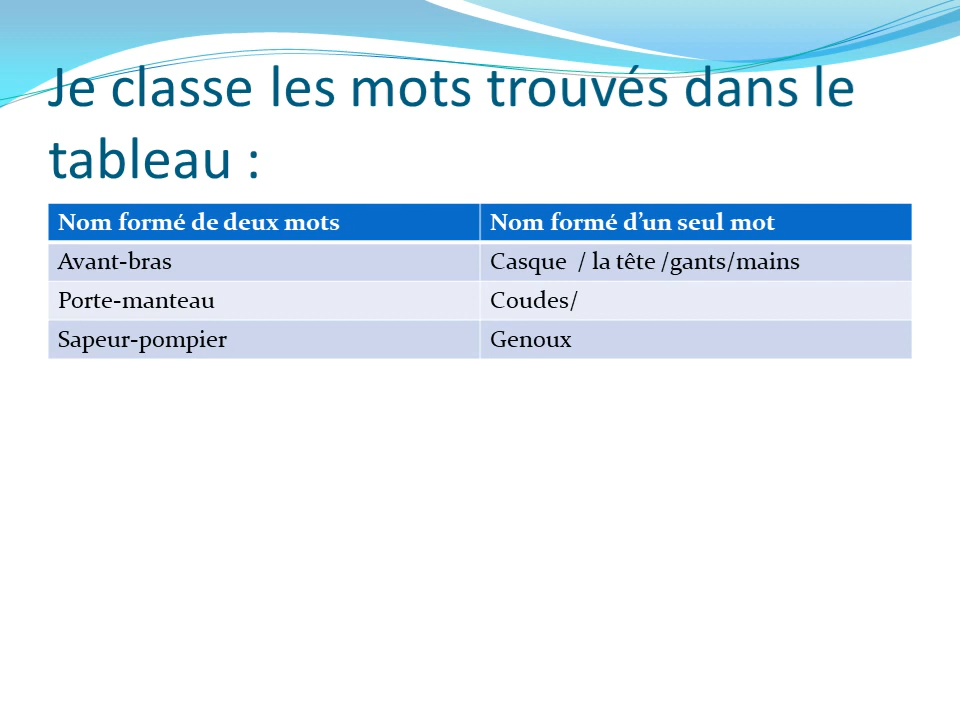 Je classe les mots trouvés dans le
tableau :
Nom formé de deux mots
Nom formé d’un seul mot
Avant-bras
Casque / la tête /gants/mains
Porte-manteau
Coudes/
Sapeur-pompier
Genoux